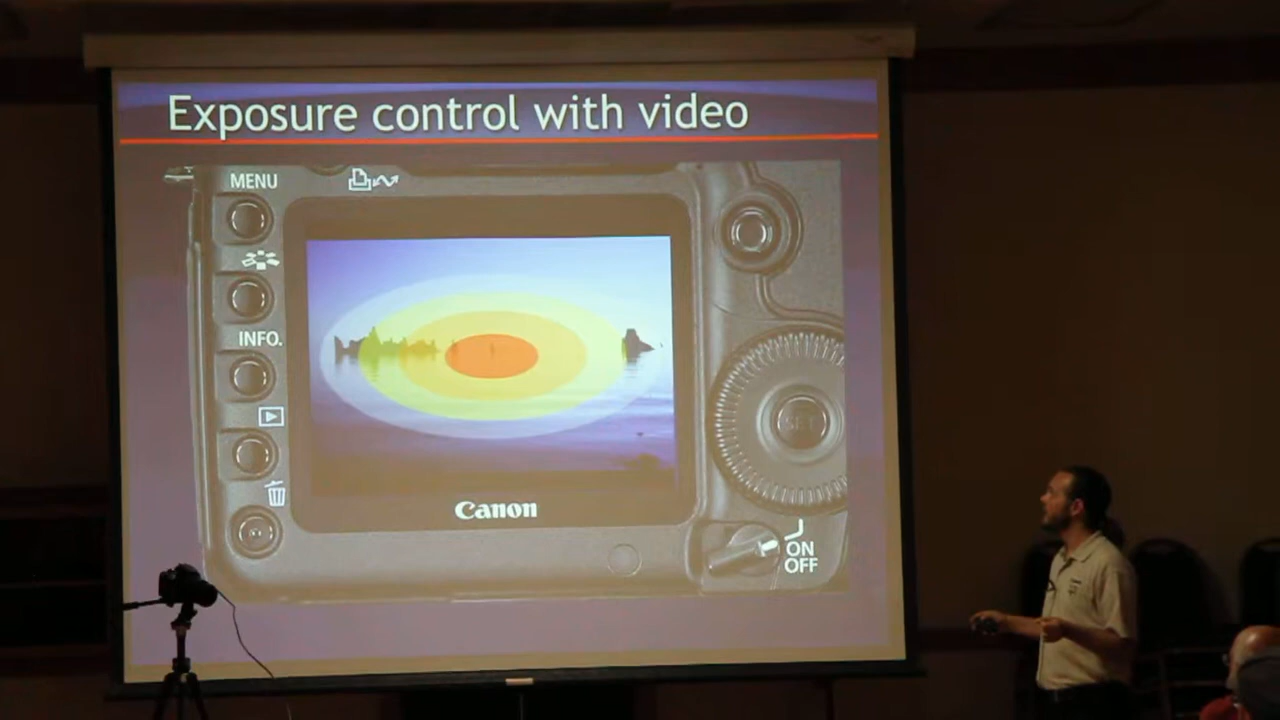 Exposure control with video
MENU
INFO.
SET
Canon
ON
OFF